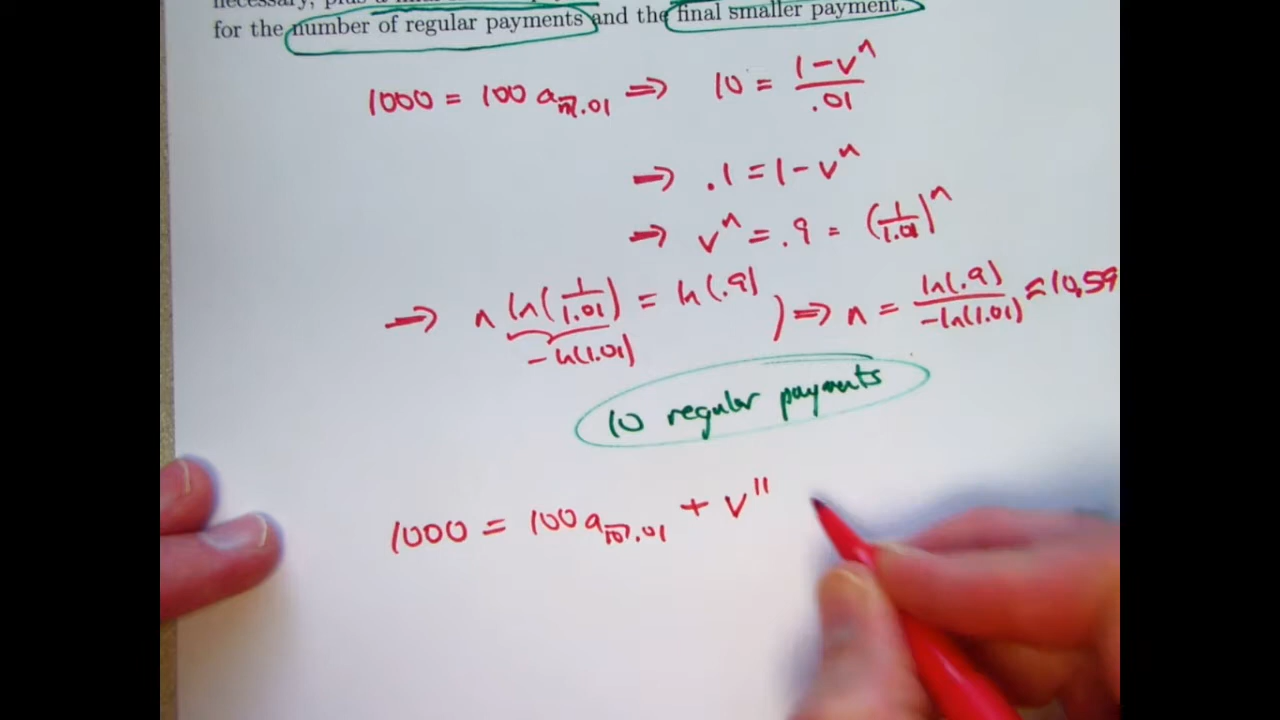 for the number of regular payments and the final smaller payment.
1000 = 100 a_{n⌉.01} ⇒ 10 = (1-v^n)/.01
⇒ .1 = 1-v^n
⇒ v^n = .9 = (1/1.01)^n
⇒ n ln(1/1.01) = ln(.9) ) ⇒ n = ln(.9)/-ln(1.01) ≈ 10.59
-ln(1.01)
10 regular payments
1000 = 100 a_{10⌉.01} + v^11